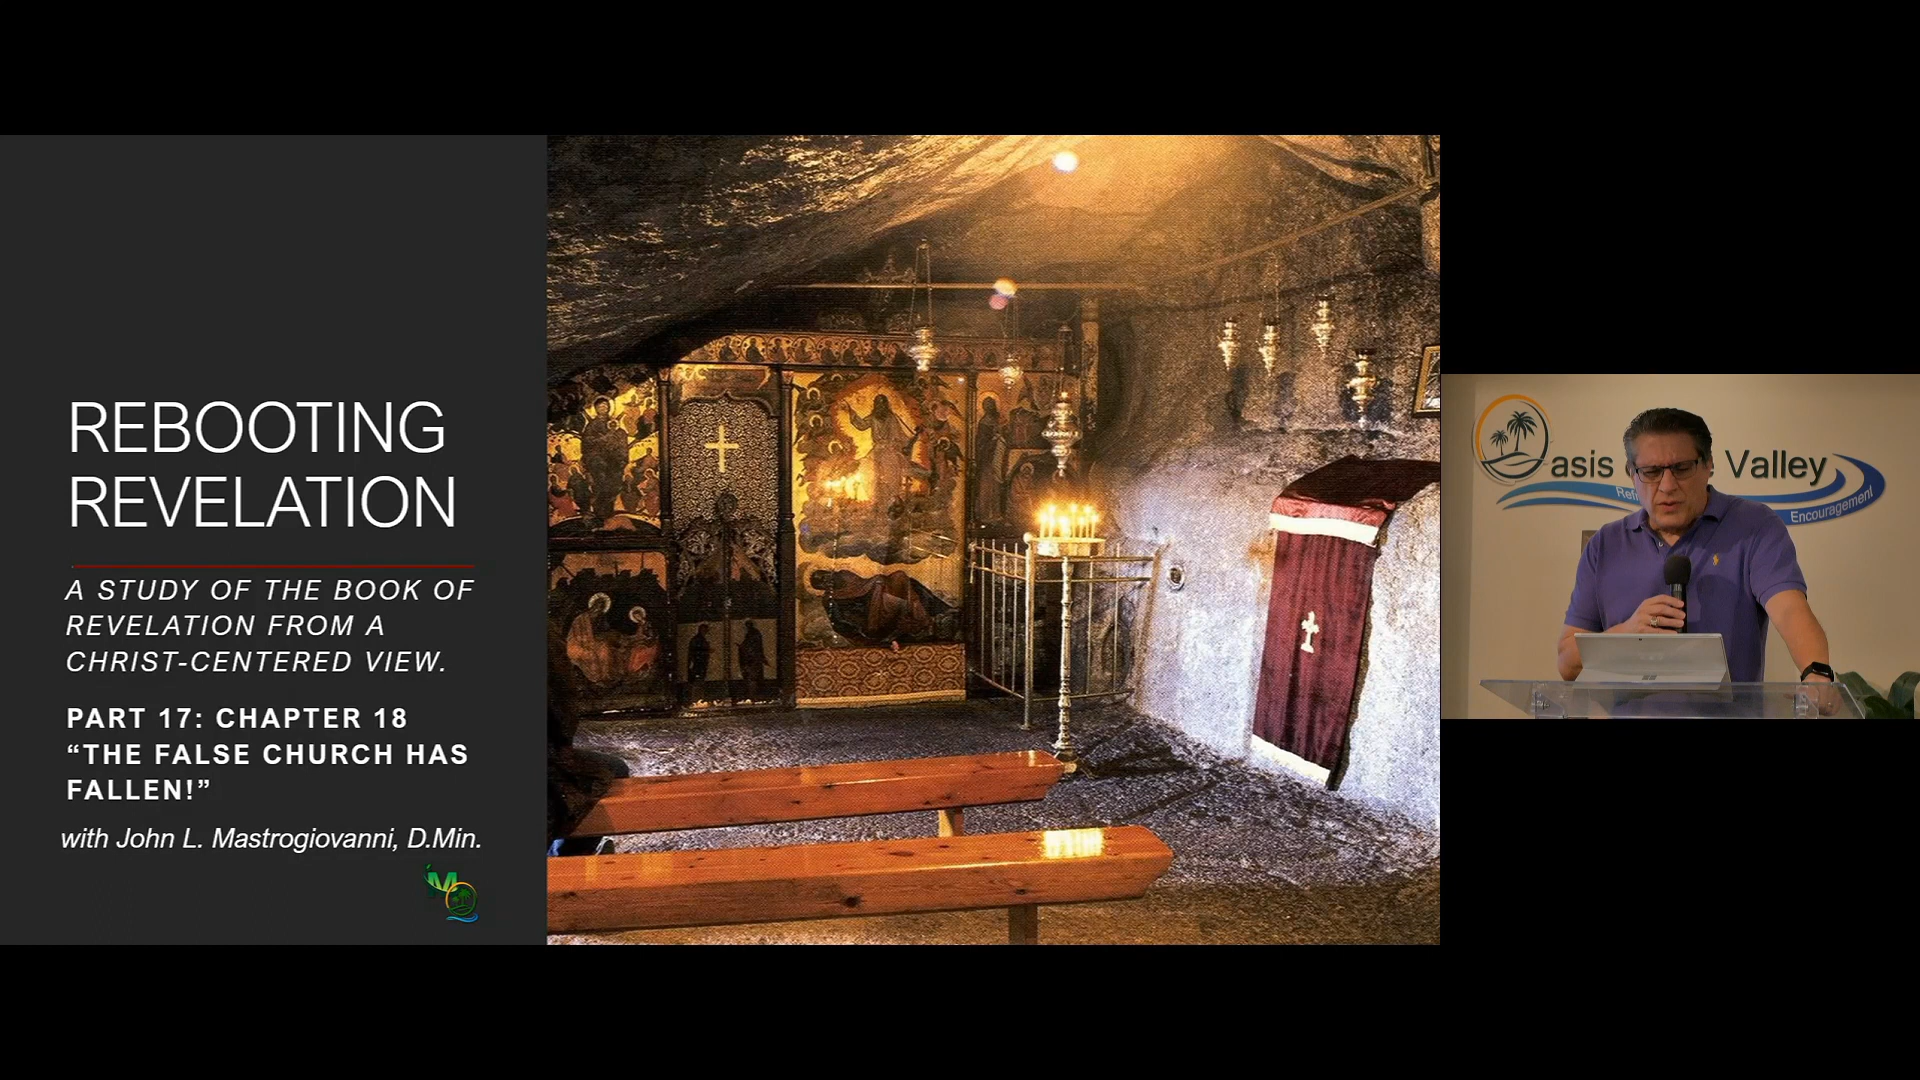 REBOOTING
REVELATION
A STUDY OF THE BOOK OF
REVELATION FROM A
CHRIST-CENTERED VIEW.
PART 17: CHAPTER 18
“THE FALSE CHURCH HAS
FALLEN!”
with John L. Mastrogiovanni, D.Min.
M
asis Valley
Encouragement